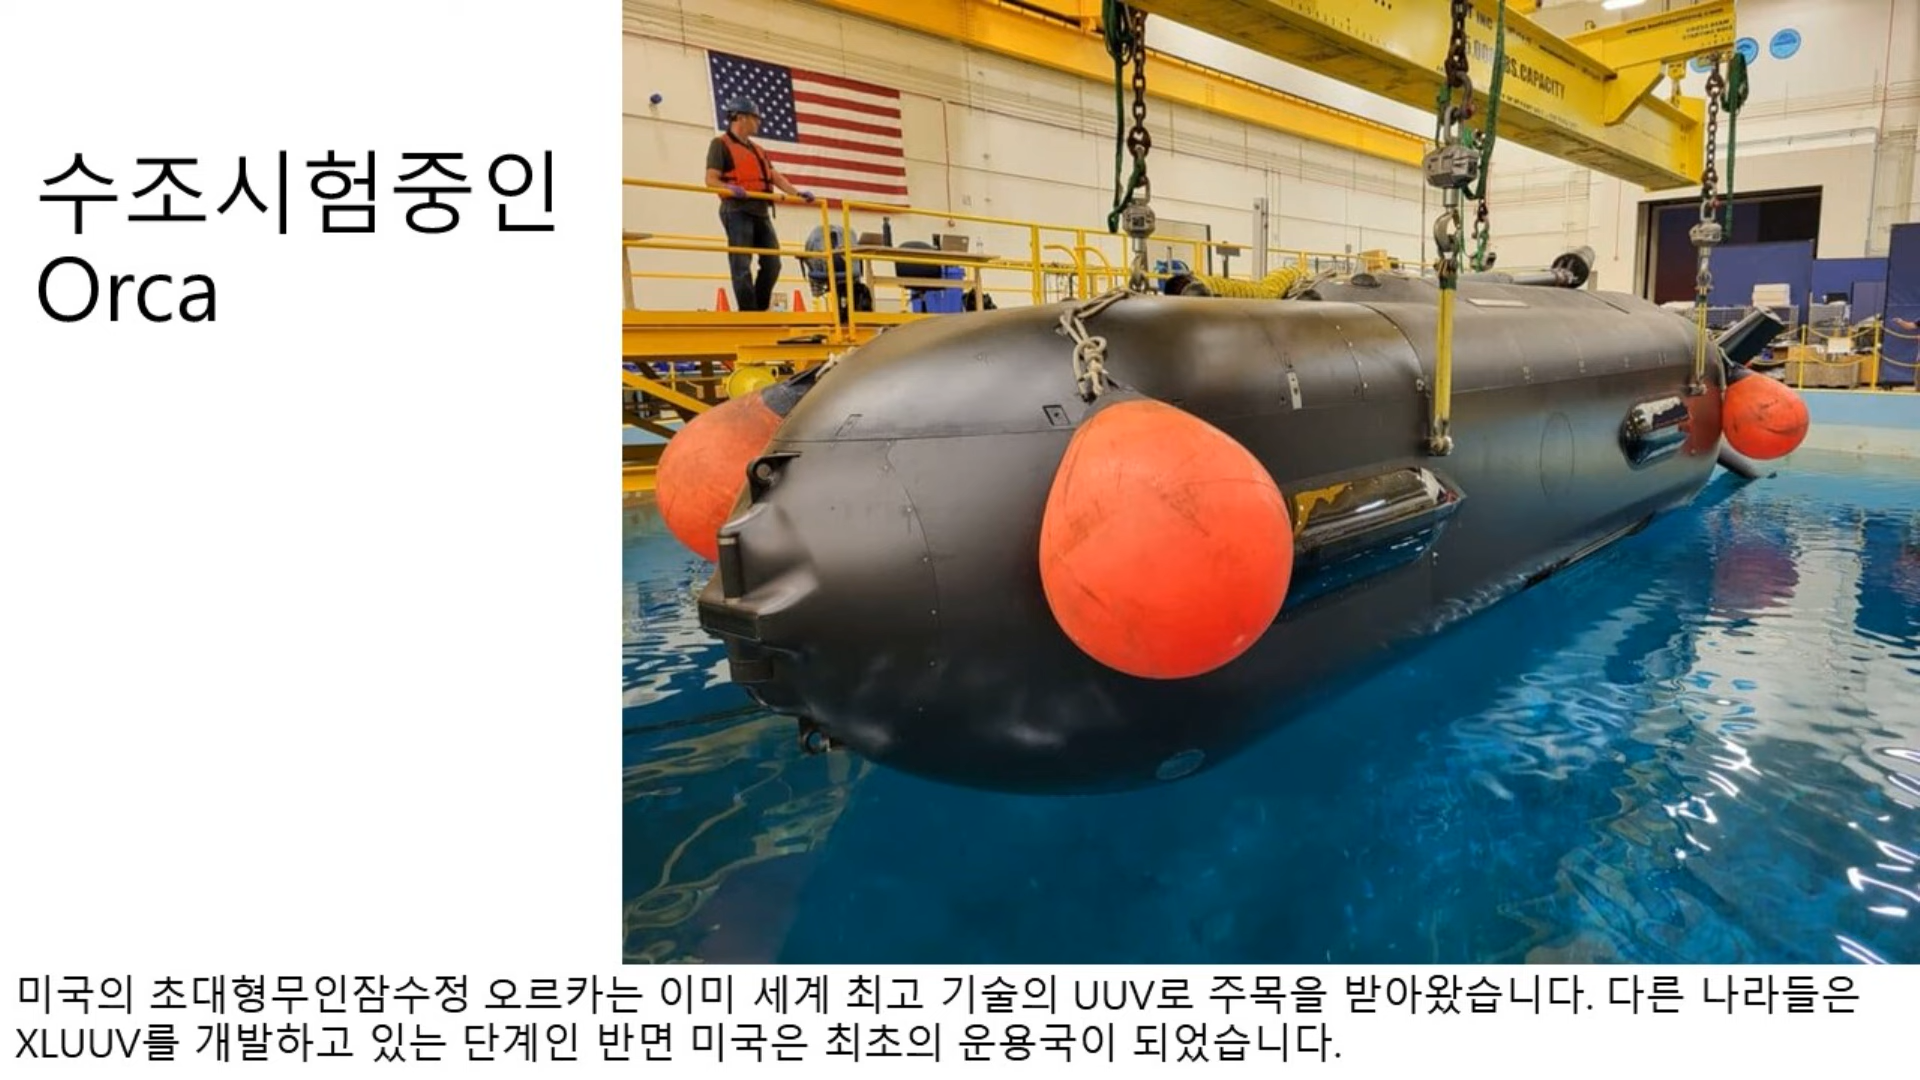 수조시험중인
Orca
BS.CAPACITY
미국의 초대형무인잠수정 오르카는 이미 세계 최고 기술의 UUV로 주목을 받아왔습니다. 다른 나라들은
XLUUV를 개발하고 있는 단계인 반면 미국은 최초의 운용국이 되었습니다.